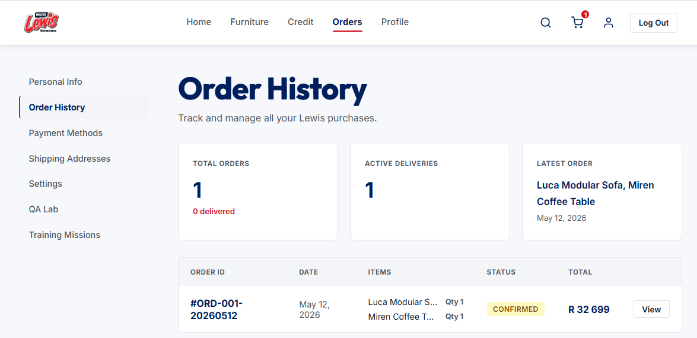 Lewis
Home
Furniture
Credit
Orders
Profile
1
Log Out
Personal Info
Order History
Payment Methods
Shipping Addresses
Settings
QA Lab
Training Missions
Order History
Track and manage all your Lewis purchases.
TOTAL ORDERS
1
0 delivered
ACTIVE DELIVERIES
1
LATEST ORDER
Luca Modular Sofa, Miren
Coffee Table
May 12, 2026
ORDER ID
DATE
ITEMS
STATUS
TOTAL
#ORD-001-
20260512
May 12,
2026
Luca Modular S... Qty 1
Miren Coffee T... Qty 1
CONFIRMED
R 32 699
View